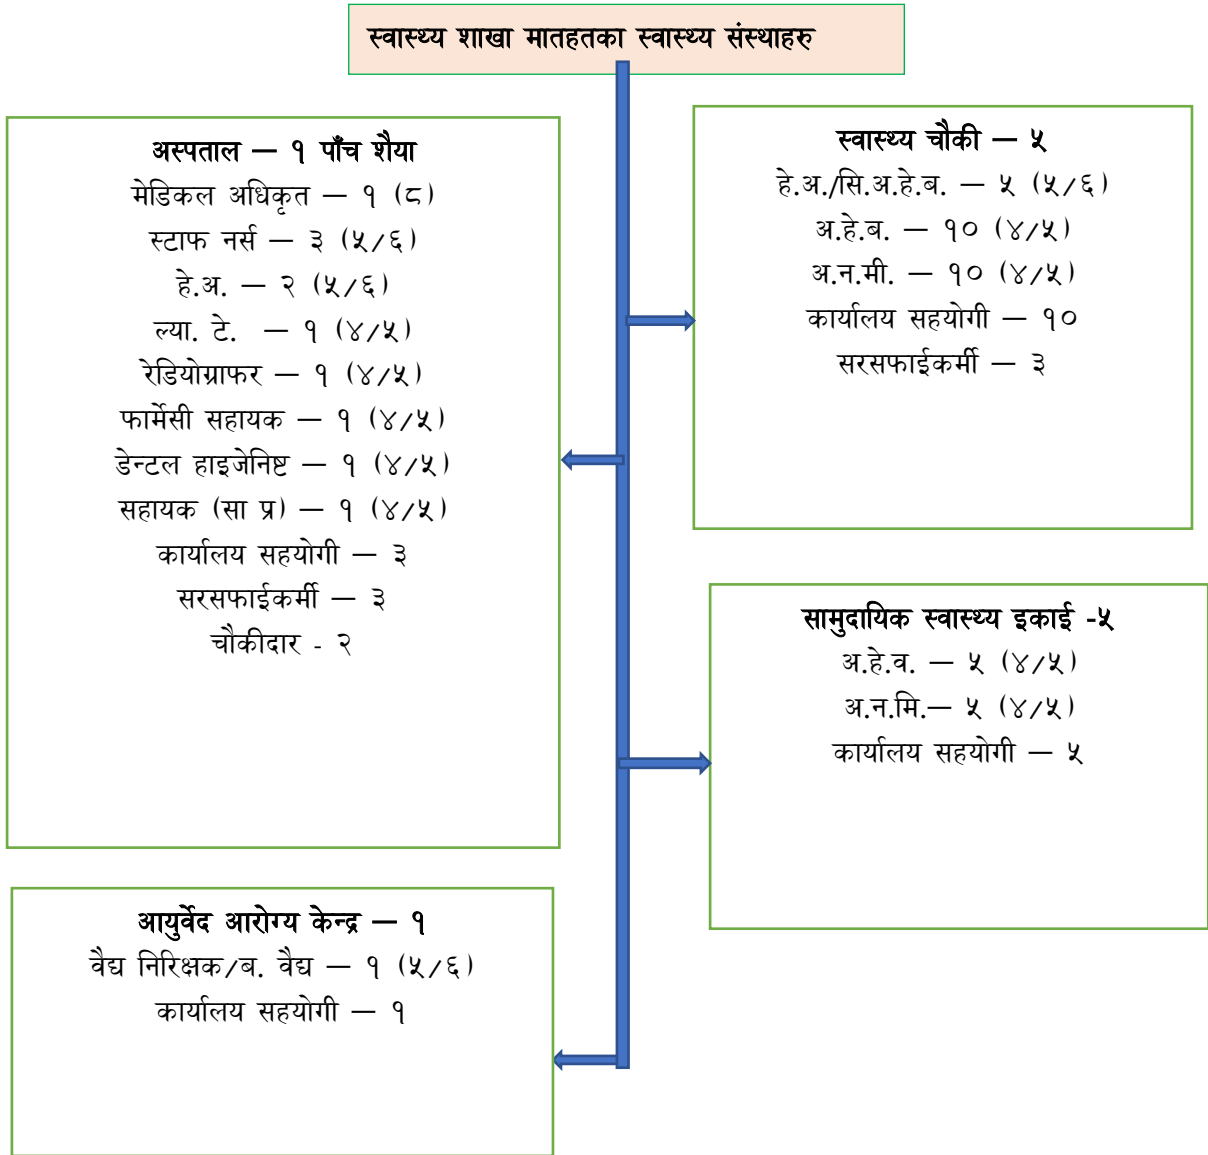 स्वास्थ्य शाखा मातहतका स्वास्थ्य संस्थाहरु
अस्पताल — १ पाँच शैया
मेडिकल अधिकृत — १ (८)
स्टाफ नर्स — ३ (५/६)
हे.अ. — २ (५/६)
ल्या. टे. — १ (४/५)
रेडियोग्राफर — १ (४/५)
फार्मेसी सहायक — १ (४/५)
डेन्टल हाइजेनिष्ट — १ (४/५)
सहायक (सा प्र) — १ (४/५)
कार्यालय सहयोगी — ३
सरसफाईकर्मी — ३
चौकीदार - २
स्वास्थ्य चौकी — ५
हे.अ./सि.अ.हे.ब. — ५ (५/६)
अ.हे.ब. — १० (४/५)
अ.न.मी. — १० (४/५)
कार्यालय सहयोगी — १०
सरसफाईकर्मी — ३
सामुदायिक स्वास्थ्य इकाई -५
अ.हे.व. — ५ (४/५)
अ.न.मि.— ५ (४/५)
कार्यालय सहयोगी — ५
आयुर्वेद आरोग्य केन्द्र — १
वैद्य निरिक्षक/ब. वैद्य — १ (५/६)
कार्यालय सहयोगी — १